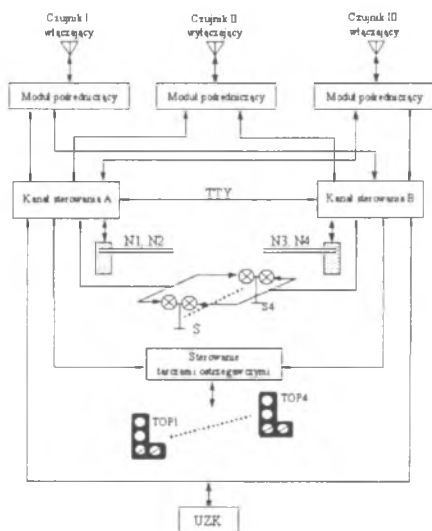 Czujnik I
włączający
Czujnik II
wyłączający
Czujnik III
włączający
Moduł pośredniczący
Moduł pośredniczący
Moduł pośredniczący
Kanał sterowania A
TTY
Kanał sterowania B
N1, N2
N3, N4
S4
S
Sterowanie
tarczami ostrzegawczymi
TOP4
TOP1
UZK